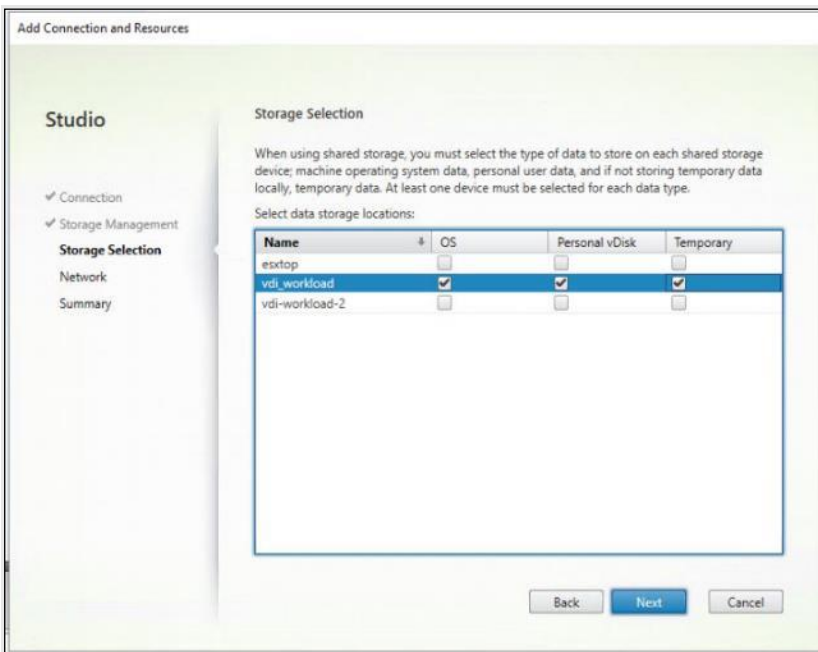 Add Connection and Resources
Studio
✔ Connection
✔ Storage Management
Storage Selection
Network
Summary
Storage Selection
When using shared storage, you must select the type of data to store on each shared storage
device; machine operating system data, personal user data, and if not storing temporary data
locally, temporary data. At least one device must be selected for each data type.
Select data storage locations:
Name OS Personal vDisk Temporary
esxtop
vdi_workload
vdi-workload-2
Back Next Cancel